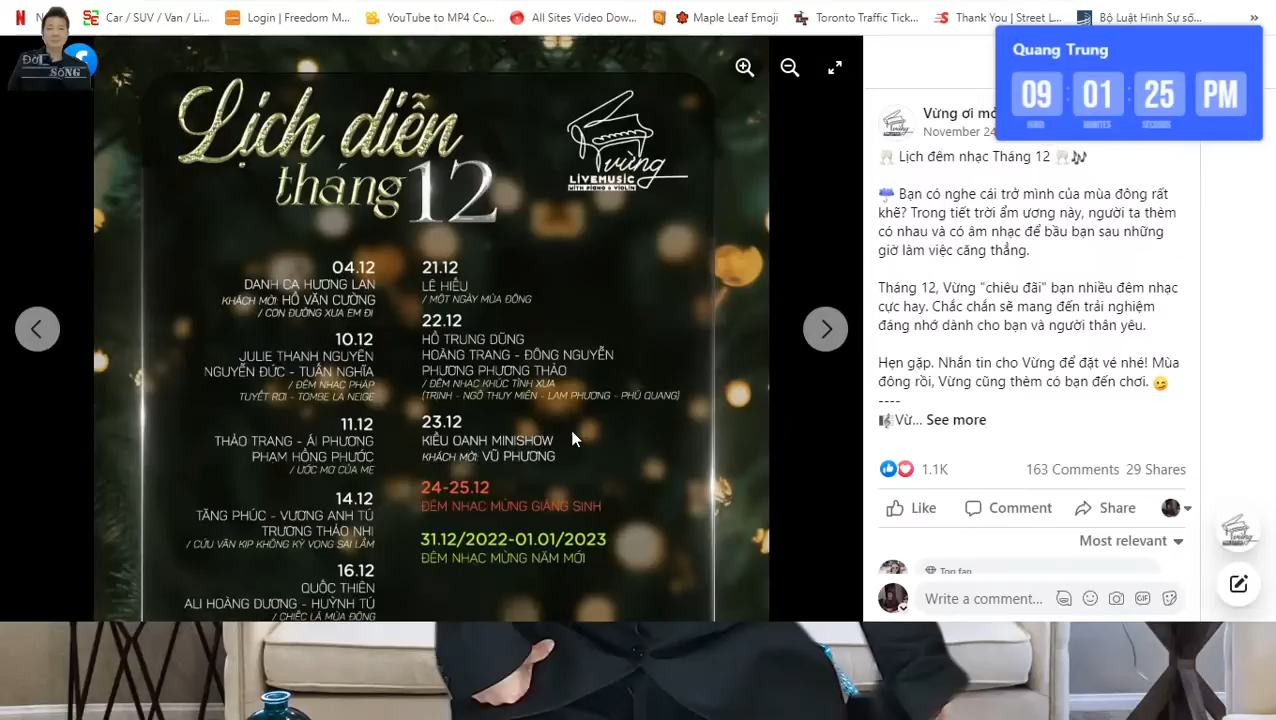 N
Car / SUV / Van / Li...
Login | Freedom M...
YouTube to MP4 Co...
All Sites Video Dow...
Maple Leaf Emoji
Toronto Traffic Tick...
Thank You | Street L...
Bộ Luật Hình Sự số...
»
SỐNG
Quang Trung
09 : 01 : 25 PM
HOUR MINUTES SECONDS
Lịch diễn
tháng 12
vừng
LIVEMUSIC
WITH PIANO & VIOLIN
04.12
DANH CA HƯƠNG LAN
KHÁCH MỜI: HỒ VĂN CƯỜNG
/ CON ĐƯỜNG XƯA EM ĐI
10.12
JULIE THANH NGUYÊN
NGUYỄN ĐỨC - TUẤN NGHĨA
/ ĐÊM NHẠC PHÁP
TUYẾT RƠI - TOMBE LA NEIGE
11.12
THẢO TRANG - ÁI PHƯƠNG
PHẠM HỒNG PHƯỚC
/ ƯỚC MƠ CỦA MẸ
14.12
TĂNG PHÚC - VƯƠNG ANH TÚ
TRƯƠNG THẢO NHI
/ CỨU VÃN KỊP KHÔNG KỲ VỌNG SAI LẦM
16.12
QUỐC THIÊN
ALI HOÀNG DƯƠNG - HUỲNH TÚ
/ CHIẾC LÁ MÙA ĐÔNG
21.12
LÊ HIẾU
/ MỘT NGÀY MÙA ĐÔNG
22.12
HỒ TRUNG DŨNG
HOÀNG TRANG - ĐÔNG NGUYỄN
PHƯƠNG PHƯƠNG THẢO
/ ĐÊM NHẠC KHÚC TÌNH XƯA
(TRỊNH - NGÔ THUỴ MIÊN - LAM PHƯƠNG - PHÚ QUANG)
23.12
KIỀU OANH MINISHOW
KHÁCH MỜI: VŨ PHƯƠNG
24-25.12
ĐÊM NHẠC MỪNG GIÁNG SINH
31.12/2022-01.01/2023
ĐÊM NHẠC MỪNG NĂM MỚI
Vừng ơi mở
November 24
Lịch đêm nhạc Tháng 12
Bạn có nghe cái trở mình của mùa đông rất
khẽ? Trong tiết trời ẩm ương này, người ta thèm
có nhau và có âm nhạc để bầu bạn sau những
giờ làm việc căng thẳng.
Tháng 12, Vừng "chiêu đãi" bạn nhiều đêm nhạc
cực hay. Chắc chắn sẽ mang đến trải nghiệm
đáng nhớ dành cho bạn và người thân yêu.
Hẹn gặp. Nhắn tin cho Vừng để đặt vé nhé! Mùa
đông rồi, Vừng cũng thèm có bạn đến chơi.
----
Vừ... See more
1.1K 163 Comments 29 Shares
Like Comment Share
Most relevant
Top fan
Write a comment...
GIF